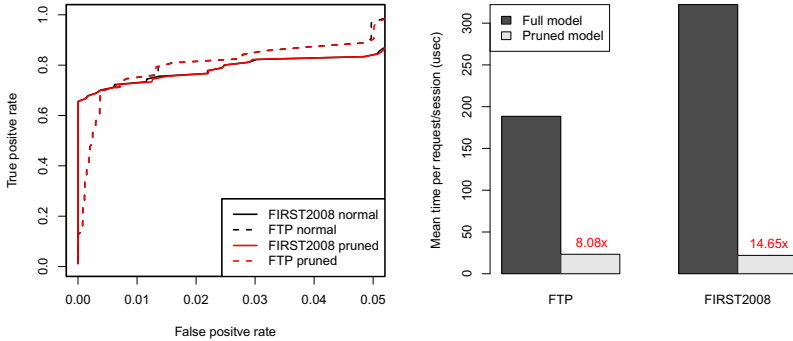 1.0
0.8
0.6
0.4
0.2
0.0
True positve rate
FIRST2008 normal
FTP normal
FIRST2008 pruned
FTP pruned
0.00
0.01
0.02
0.03
0.04
0.05
False positve rate
Full model
Pruned model
300
250
200
150
100
50
0
Mean time per request/session (usec)
8.08x
14.65x
FTP
FIRST2008